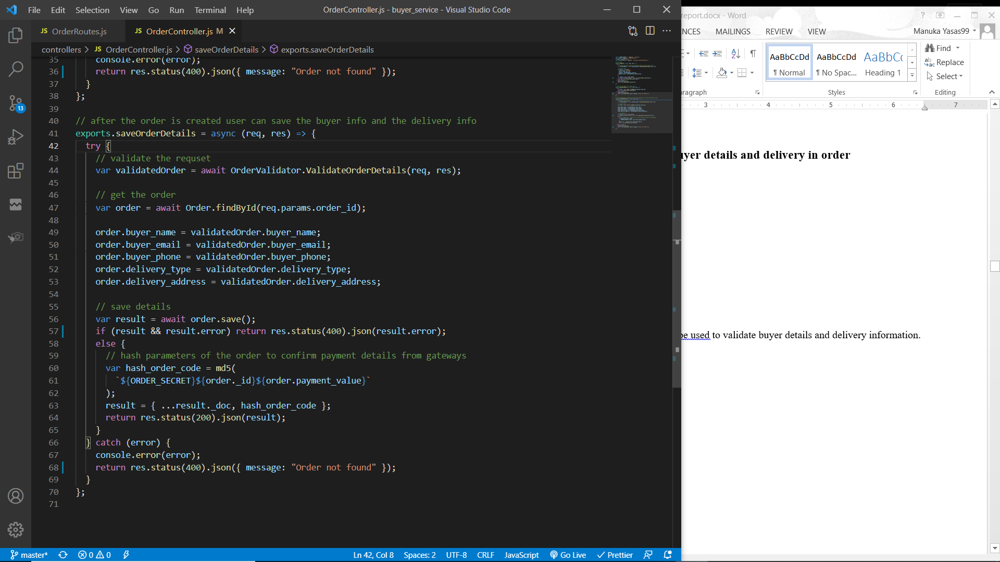 File Edit Selection View Go Run Terminal Help OrderController.js - buyer_service - Visual Studio Code
JS OrderRoutes.js JS OrderController.js M
controllers > JS OrderController.js > saveOrderDetails > exports.saveOrderDetails
35 console.error(error);
36 return res.status(400).json({ message: "Order not found" });
37 }
38 };
39
40 // after the order is created user can save the buyer info and the delivery info
41 exports.saveOrderDetails = async (req, res) => {
42 try {
43 // validate the requset
44 var validatedOrder = await OrderValidator.ValidateOrderDetails(req, res);
45
46 // get the order
47 var order = await Order.findById(req.params.order_id);
48
49 order.buyer_name = validatedOrder.buyer_name;
50 order.buyer_email = validatedOrder.buyer_email;
51 order.buyer_phone = validatedOrder.buyer_phone;
52 order.delivery_type = validatedOrder.delivery_type;
53 order.delivery_address = validatedOrder.delivery_address;
54
55 // save details
56 var result = await order.save();
57 if (result && result.error) return res.status(400).json(result.error);
58 else {
59 // hash parameters of the order to confirm payment details from gateways
60 var hash_order_code = md5(
61 `${ORDER_SECRET}${order._id}${order.payment_value}`
62 );
63 result = { ...result._doc, hash_order_code };
64 return res.status(200).json(result);
65 }
66 } catch (error) {
67 console.error(error);
68 return res.status(400).json({ message: "Order not found" });
69 }
70 };
71
13
master* 0 0 Ln 42, Col 8 Spaces: 2 UTF-8 CRLF JavaScript Go Live Prettier
report.docx - Word
NCES MAILINGS REVIEW VIEW Manuka Yasas99
AaBbCcDd AaBbCcDd AaBbCc
¶ Normal ¶ No Spac... Heading 1
Find
Replace
Select
ragraph Styles Editing
3 4 5 6 7
uyer details and delivery in order
be used to validate buyer details and delivery information.